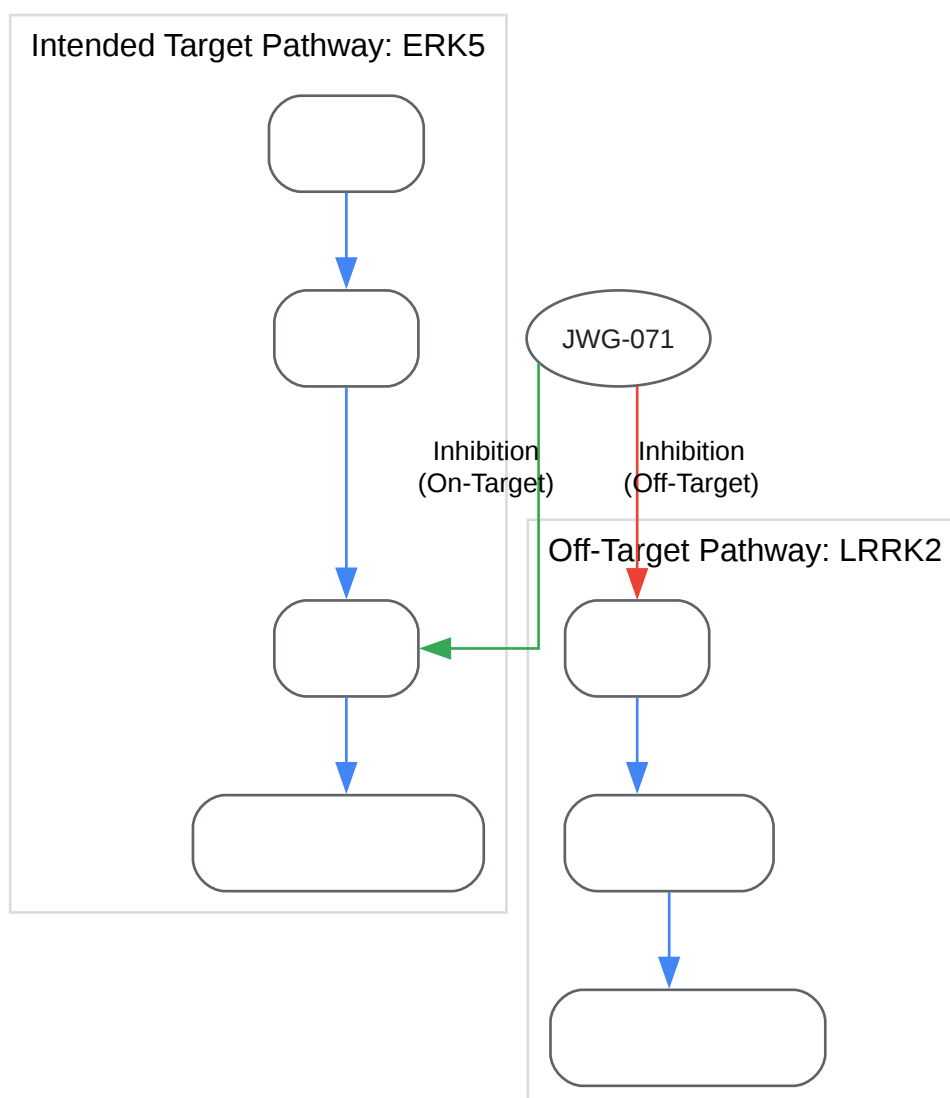 Intended Target Pathway: ERK5
JWG-071
Inhibition
(On-Target)
Inhibition
(Off-Target)
Off-Target Pathway: LRRK2